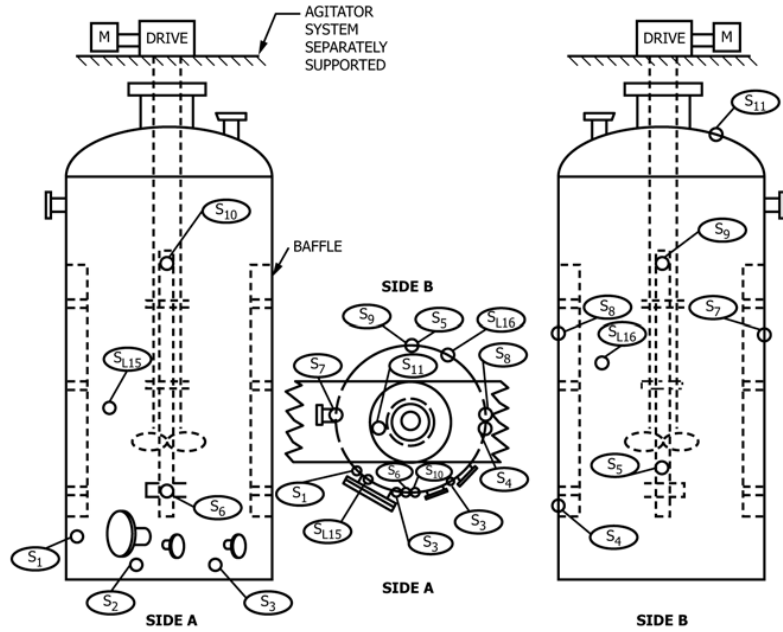 M
DRIVE
AGITATOR
SYSTEM
SEPARATELY
SUPPORTED
S10
BAFFLE
SL15
S6
S1
S2
S3
SIDE A
SIDE B
S9
S5
SL16
S7
S11
S8
S1
S6
S10
S4
SL15
S3
S3
SIDE A
DRIVE
M
S11
S9
S8
SL16
S7
S5
S4
SIDE B